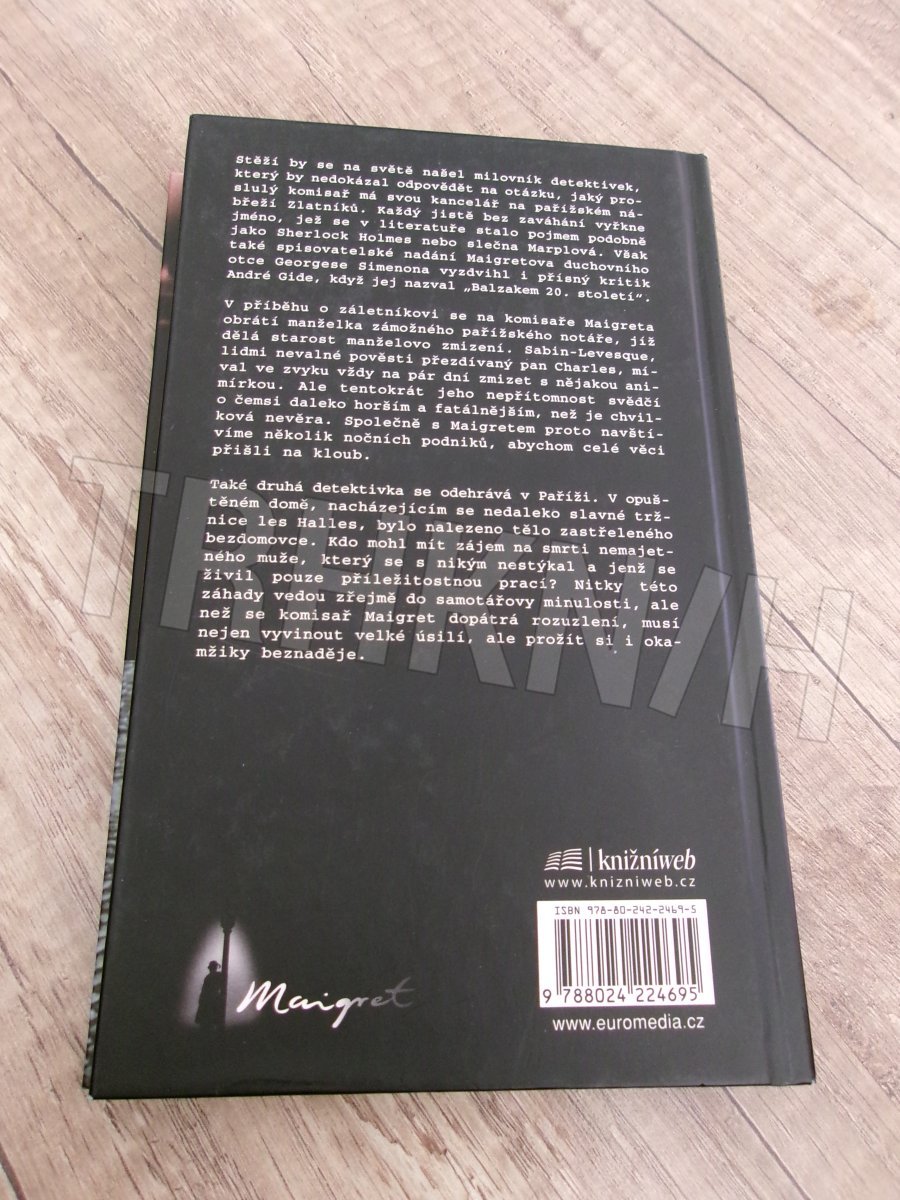 Stěží by se na světě našel milovník detektivek,
který by nedokázal odpovědět na otázku, jaký pro-
slulý komisař má svou kancelář na pařížském ná-
břeží Zlatníků. Každý jistě bez zaváhání vyřkne
jméno, jež se v literatuře stalo pojmem podobně
jako Sherlock Holmes nebo slečna Marplová. Však
také spisovatelské nadání Maigretova duchovního
otce Georgese Simenona vyzdvihl i přísný kritik
André Gide, když jej nazval „Balzakem 20. století".
V příběhu o záletníkovi se na komisaře Maigreta
obrátí manželka zámožného pařížského notáře, jíž
dělá starost manželovo zmizení. Sabin-Levesque,
lidmi nevalné pověsti přezdívaný pan Charles, mí-
val ve zvyku vždy na pár dní zmizet s nějakou ani-
mírkou. Ale tentokrát jeho nepřítomnost svědčí
o čemsi daleko horším a fatálnějším, než je chvil-
ková nevěra. Společně s Maigretem proto navští-
víme několik nočních podniků, abychom celé věci
přišli na kloub.
Také druhá detektivka se odehrává v Paříži. V opuš-
těném domě, nacházejícím se nedaleko slavné trž-
nice les Halles, bylo nalezeno tělo zastřeleného
bezdomovce. Kdo mohl mít zájem na smrti nemajet-
ného muže, který se s nikým nestýkal a jenž se
živil pouze příležitostnou prací? Nitky této
záhady vedou zřejmě do samotářovy minulosti, ale
než se komisař Maigret dopátrá rozuzlení, musí
nejen vyvinout velké úsilí, ale prožít si i oka-
mžiky beznaděje.
TRHKNIH
knižníweb
www.knizniweb.cz
ISBN 978-80-242-2469-5
9 788024 224695
www.euromedia.cz
Maigret